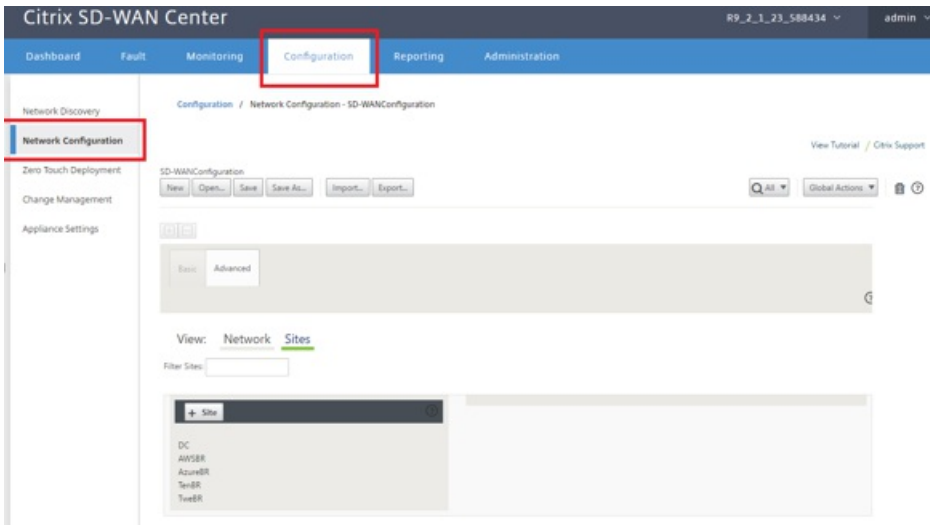 Citrix SD-WAN Center
R9_2_1_23_588434
admin
Dashboard Fault Monitoring Configuration Reporting Administration
Configuration / Network Configuration - SD-WANConfiguration
Network Discovery
Network Configuration
Zero Touch Deployment
Change Management
Appliance Settings
View Tutorial / Citrix Support
SD-WANConfiguration
New Open... Save Save As... Import... Export... All Global Actions
Basic Advanced
View: Network Sites
Filter Sites:
+ Site
DC
AWSBR
AzureBR
TenBR
TweBR